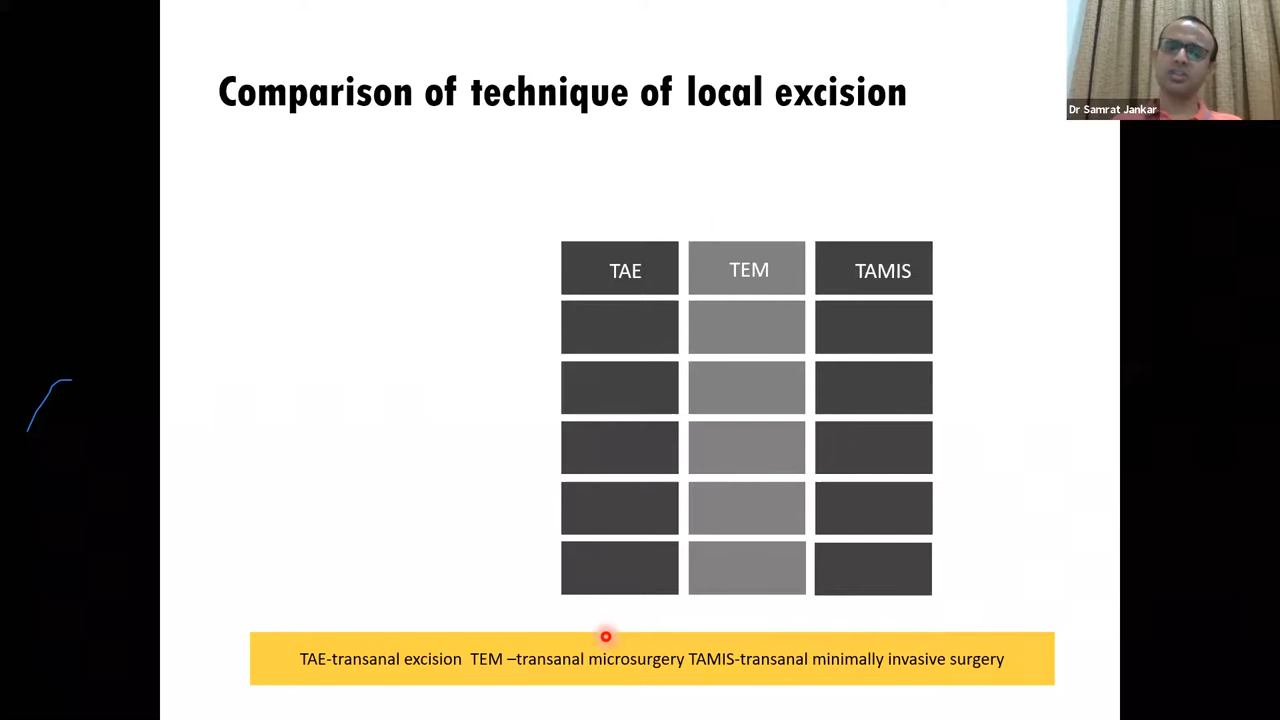 Comparison of technique of local excision
Dr Samrat Jankar
TAE TEM TAMIS
TAE-transanal excision TEM –transanal microsurgery TAMIS-transanal minimally invasive surgery